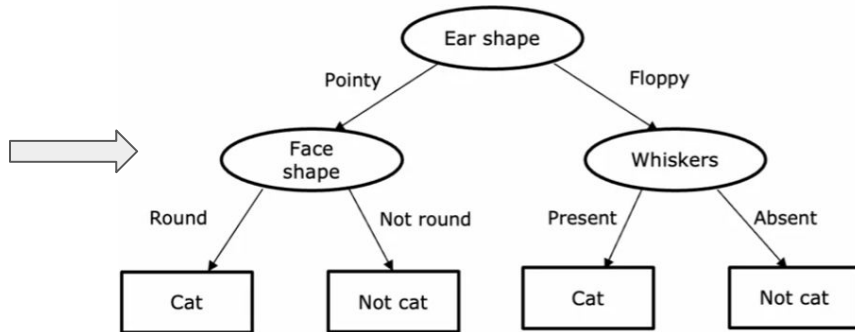 Ear shape
Pointy
Floppy
Face
shape
Whiskers
Round
Not round
Present
Absent
Cat
Not cat
Cat
Not cat